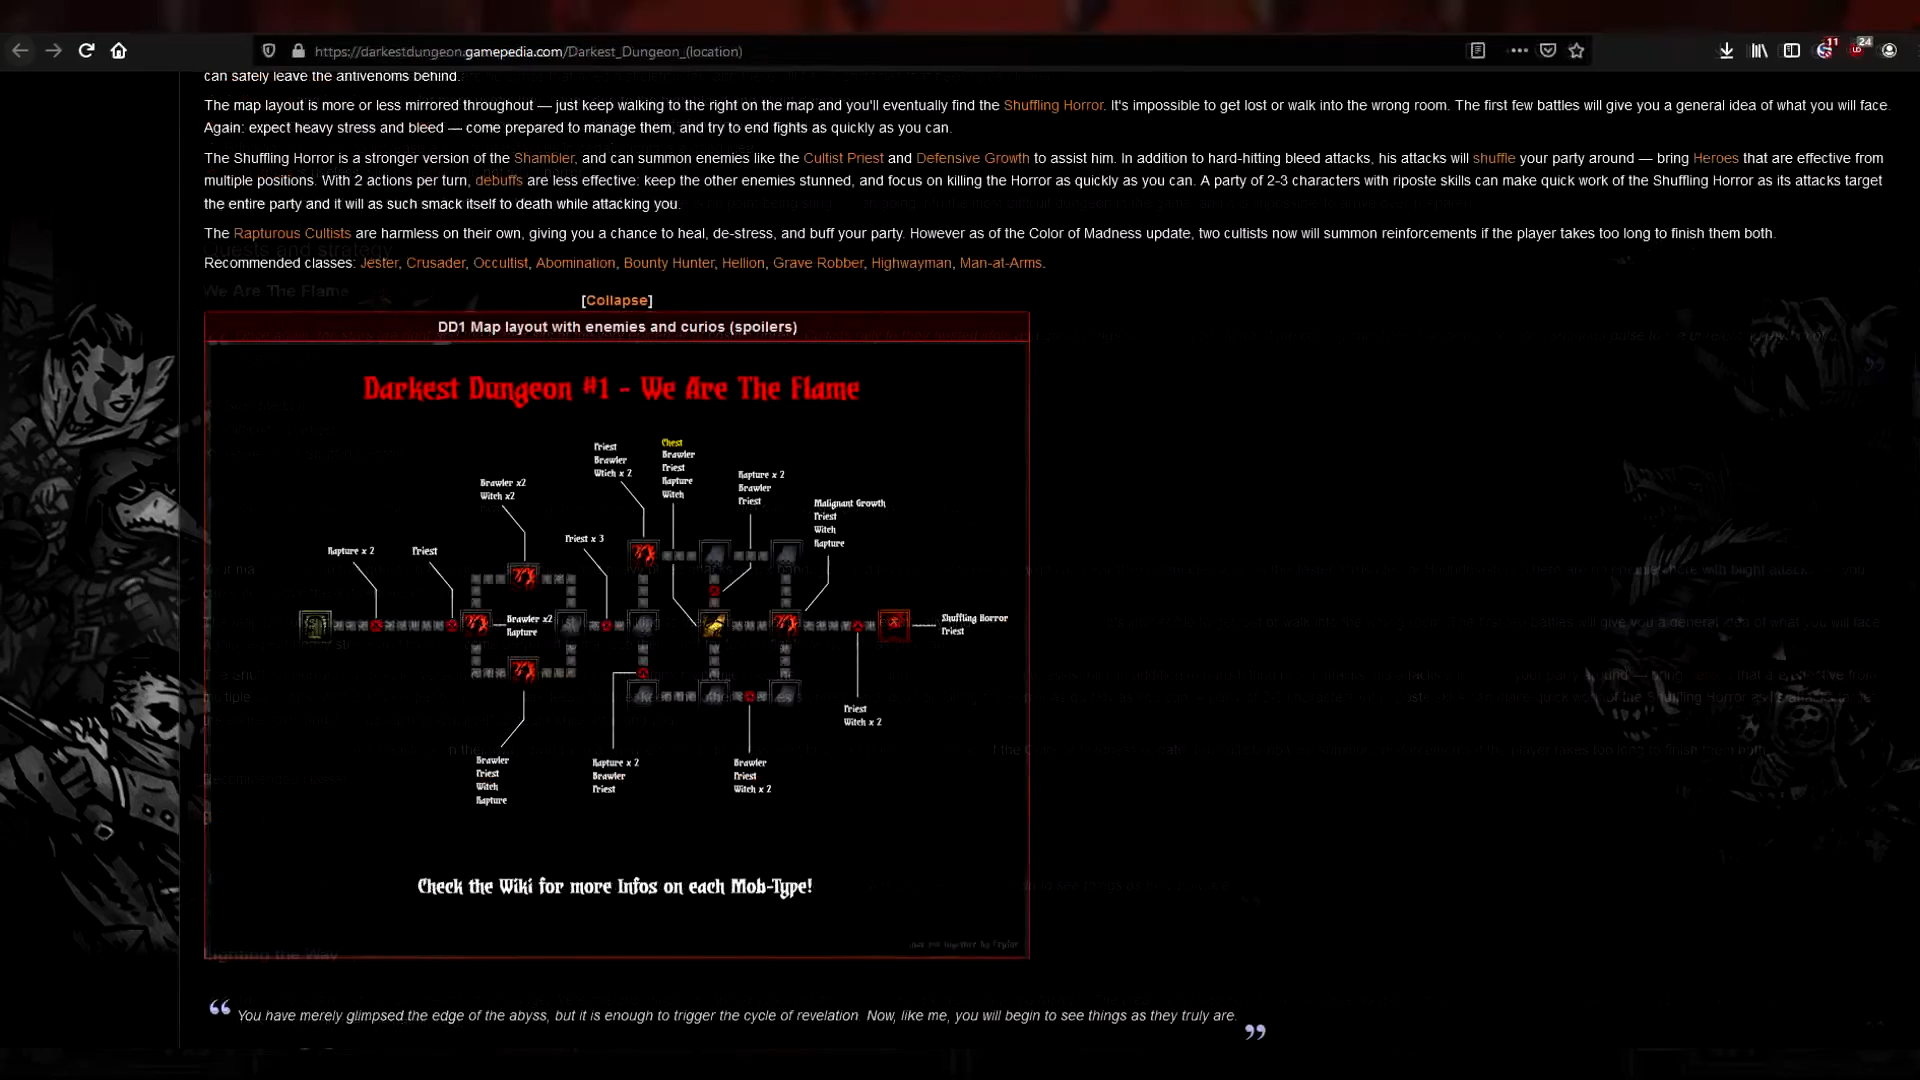 https://darkestdungeon.gamepedia.com/Darkest_Dungeon_(location)
11
24
can safely leave the antivenoms behind.
The map layout is more or less mirrored throughout — just keep walking to the right on the map and you'll eventually find the Shuffling Horror. It's impossible to get lost or walk into the wrong room. The first few battles will give you a general idea of what you will face.
Again: expect heavy stress and bleed — come prepared to manage them, and try to end fights as quickly as you can.
The Shuffling Horror is a stronger version of the Shambler, and can summon enemies like the Cultist Priest and Defensive Growth to assist him. In addition to hard-hitting bleed attacks, his attacks will shuffle your party around — bring Heroes that are effective from
multiple positions. With 2 actions per turn, debuffs are less effective: keep the other enemies stunned, and focus on killing the Horror as quickly as you can. A party of 2-3 characters with riposte skills can make quick work of the Shuffling Horror as its attacks target
the entire party and it will as such smack itself to death while attacking you.
The Rapturous Cultists are harmless on their own, giving you a chance to heal, de-stress, and buff your party. However as of the Color of Madness update, two cultists now will summon reinforcements if the player takes too long to finish them both.
Quests and strategy
Recommended classes: Jester, Crusader, Occultist, Abomination, Bounty Hunter, Hellion, Grave Robber, Highwayman, Man-at-Arms.
We Are The Flame
[Collapse]
DD1 Map layout with enemies and curios (spoilers)
Darkest Dungeon #1 - We Are The Flame
Priest
Brawler
Witch x 2
Chest
Brawler
Priest
Rapture
Witch
Rapture x 2
Brawler
Priest
Brawler x2
Witch x2
Malignant Growth
Priest
Witch
Rapture
Rapture x 2
Priest
Priest x 3
Brawler x2
Rapture
Shuffling Horror
Priest
Priest
Witch x 2
Brawler
Priest
Witch
Rapture
Rapture x 2
Brawler
Priest
Brawler
Priest
Witch x 2
Check the Wiki for more Infos on each Mob-Type!
Lighting the Way
“ You have merely glimpsed the edge of the abyss, but it is enough to trigger the cycle of revelation. Now, like me, you will begin to see things as they truly are. ”